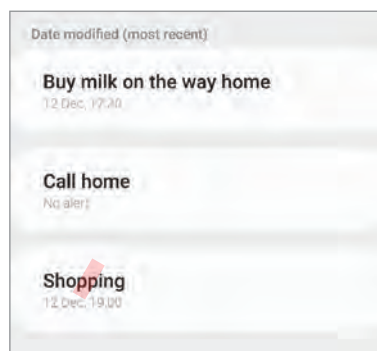 Date modified (most recent)
Buy milk on the way home
12 Dec, 17:30
Call home
No alert
Shopping
12 Dec, 19:00